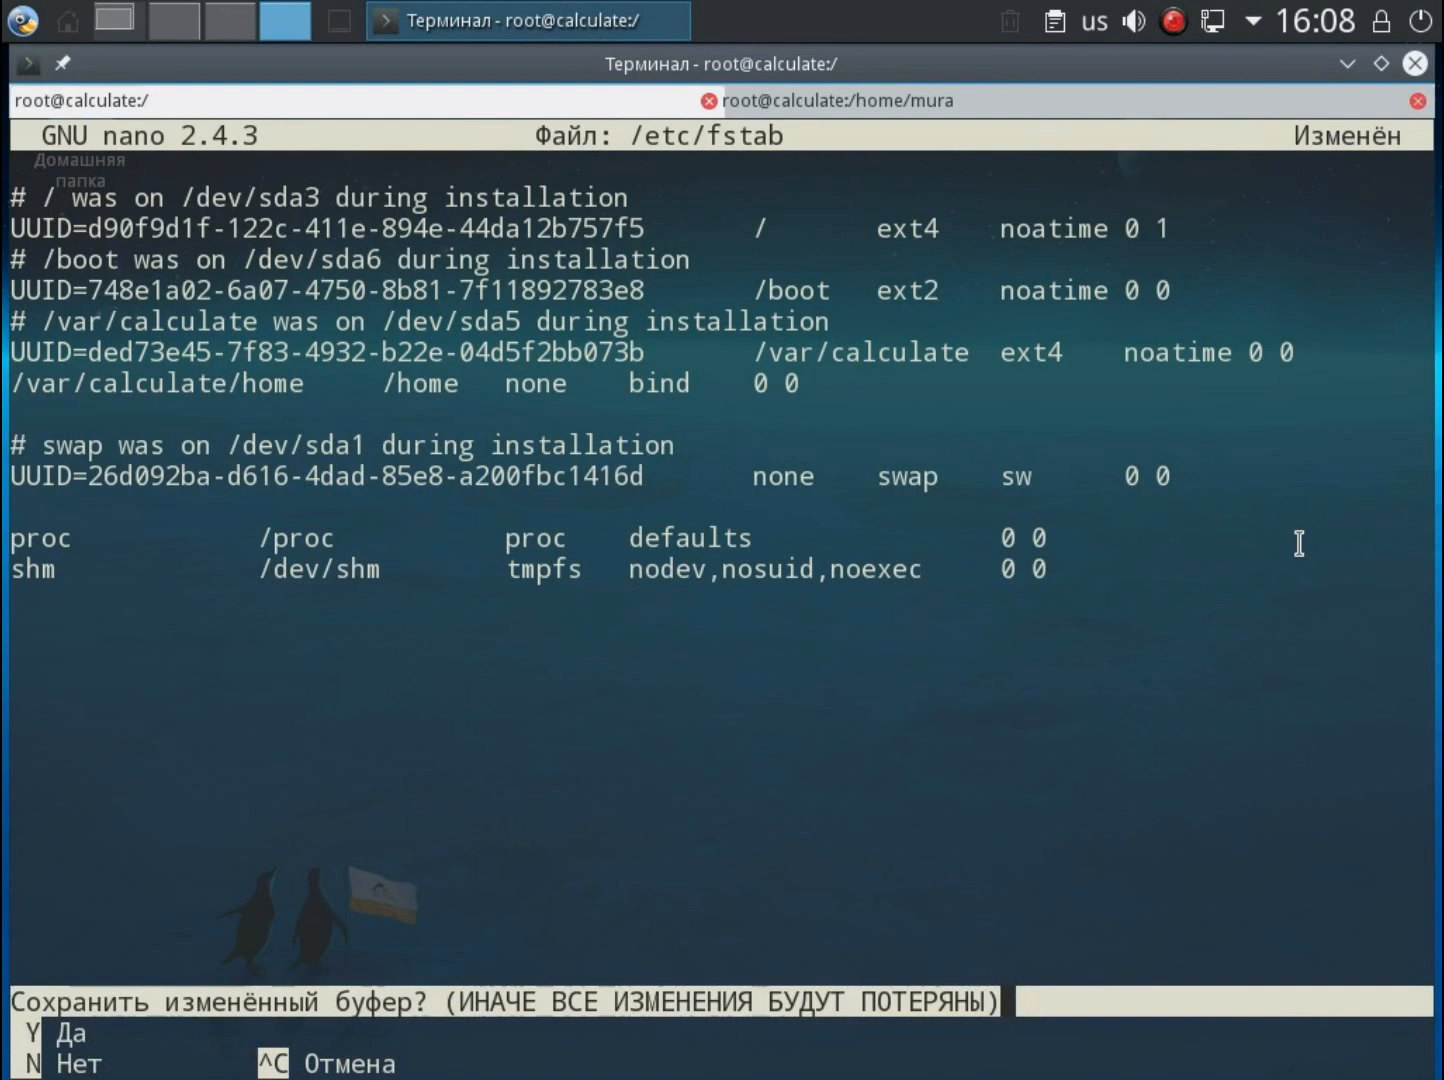 Терминал - root@calculate:/
us
16:08
Терминал - root@calculate:/
root@calculate:/
root@calculate:/home/mura
GNU nano 2.4.3 Файл: /etc/fstab Изменён
Домашняя
папка
# / was on /dev/sda3 during installation
UUID=d90f9d1f-122c-411e-894e-44da12b757f5 / ext4 noatime 0 1
# /boot was on /dev/sda6 during installation
UUID=748e1a02-6a07-4750-8b81-7f11892783e8 /boot ext2 noatime 0 0
# /var/calculate was on /dev/sda5 during installation
UUID=ded73e45-7f83-4932-b22e-04d5f2bb073b /var/calculate ext4 noatime 0 0
/var/calculate/home /home none bind 0 0
# swap was on /dev/sda1 during installation
UUID=26d092ba-d616-4dad-85e8-a200fbc1416d none swap sw 0 0
proc /proc proc defaults 0 0
shm /dev/shm tmpfs nodev,nosuid,noexec 0 0
Сохранить изменённый буфер? (ИНАЧЕ ВСЕ ИЗМЕНЕНИЯ БУДУТ ПОТЕРЯНЫ)
Y Да
N Нет ^C Отмена